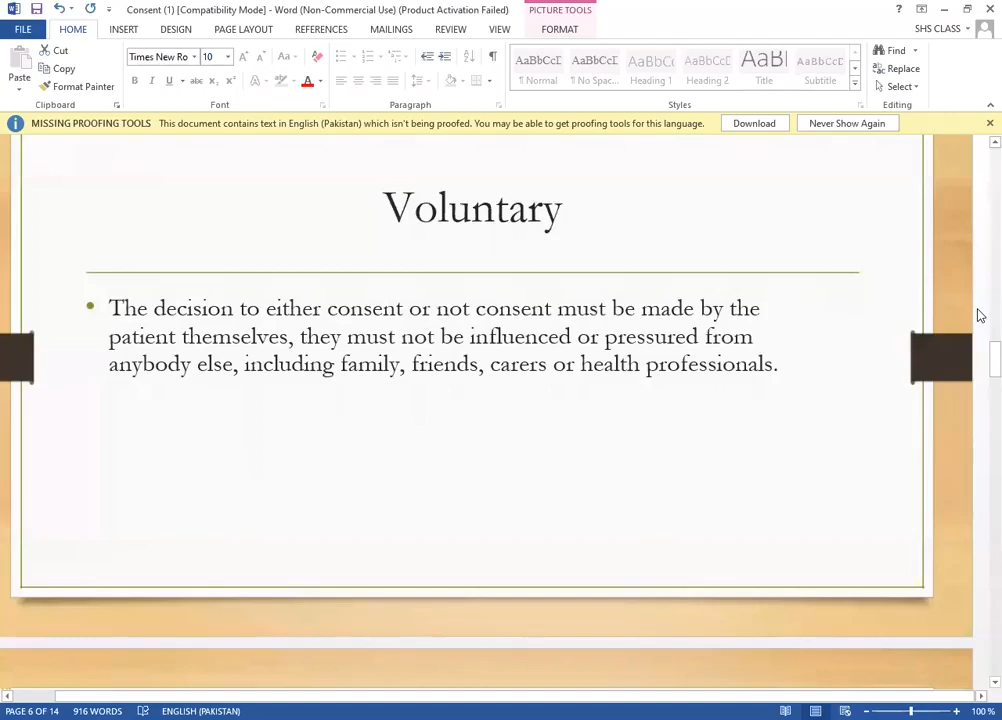 Consent (1) [Compatibility Mode] - Word (Non-Commercial Use) (Product Activation Failed)
PICTURE TOOLS
FILE HOME INSERT DESIGN PAGE LAYOUT REFERENCES MAILINGS REVIEW VIEW FORMAT SHS CLASS
Paste
Cut
Copy
Format Painter
Clipboard
Times New Ro 10
Font
Paragraph
AaBbCcDc AaBbCcDc AaBbCc AaBbCcC AaBl AaBbCcD
¶ Normal ¶ No Spac... Heading 1 Heading 2 Title Subtitle
Styles
Find
Replace
Select
Editing
MISSING PROOFING TOOLS This document contains text in English (Pakistan) which isn't being proofed. You may be able to get proofing tools for this language. Download Never Show Again
Voluntary
• The decision to either consent or not consent must be made by the
patient themselves, they must not be influenced or pressured from
anybody else, including family, friends, carers or health professionals.
PAGE 6 OF 14 916 WORDS ENGLISH (PAKISTAN) 100 %